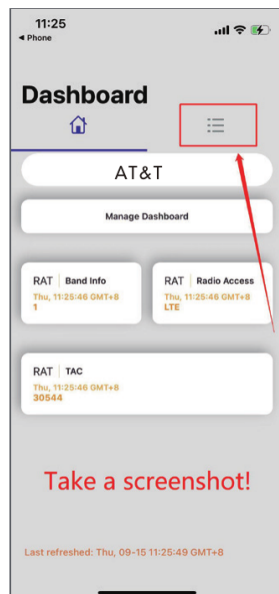 11:25
◀ Phone
Dashboard
AT&T
Manage Dashboard
RAT | Band Info
Thu, 11:25:46 GMT+8
1
RAT | Radio Access
Thu, 11:25:46 GMT+8
LTE
RAT | TAC
Thu, 11:25:46 GMT+8
30544
Take a screenshot!
Last refreshed: Thu, 09-15 11:25:49 GMT+8